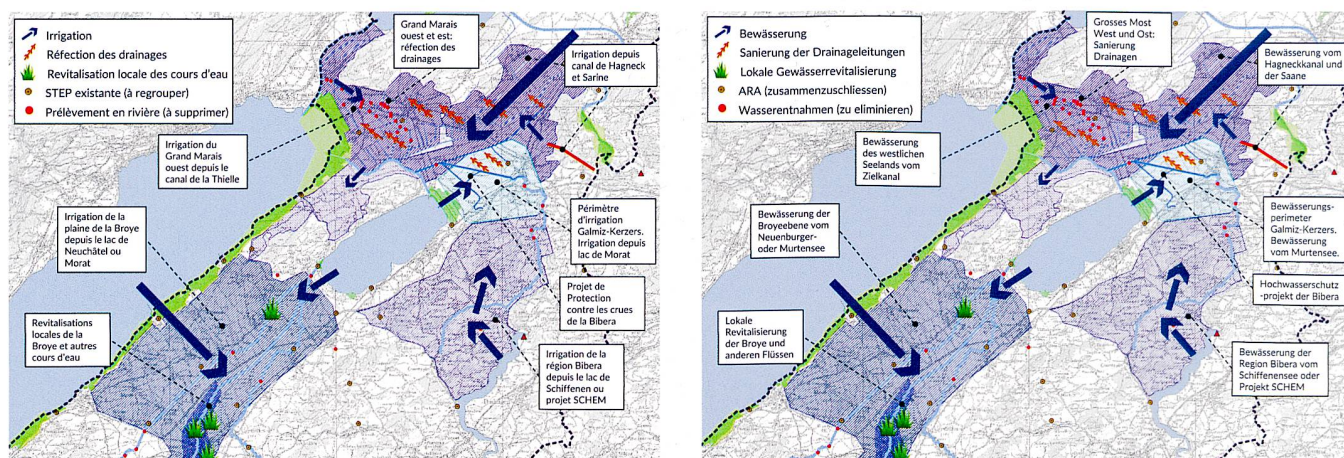 Irrigation
Réfection des drainages
Revitalisation locale des cours d'eau
STEP existante (à regrouper)
Prélèvement en rivière (à supprimer)
Grand Marais
ouest et est:
réfection des
drainages
Irrigation depuis
canal de Hagneck
et Sarine
Irrigation du
Grand Marais
ouest depuis le
canal de la Thielle
Irrigation de la
plaine de la Broye
depuis le lac de
Neuchâtel ou
Morat
Périmètre
d'irrigation
Galmiz-Kerzers.
Irrigation depuis
lac de Morat
Projet de
Protection
contre les crues
de la Bibera
Revitalisations
locales de la
Broye et autres
cours d'eau
Irrigation de la
région Bibera
depuis le lac de
Schiffenen ou
projet SCHEM
Bewässerung
Sanierung der Drainageleitungen
Lokale Gewässerrevitalisierung
ARA (zusammenzuschliessen)
Wasserentnahmen (zu eliminieren)
Grosses Most
West und Ost:
Sanierung
Drainagen
Bewässerung vom
Hagneckkanal und
der Saane
Bewässerung
des westlichen
Seelands vom
Zielkanal
Bewässerung der
Broyeebene vom
Neuenburger-
oder Murtensee
Bewässerungs-
perimeter
Galmiz-Kerzers.
Bewässerung
vom Murtensee.
Hochwasserschutz
-projekt der Bibera
Lokale
Revitalisierung
der Broye und
anderen Flüssen
Bewässerung der
Region Bibera vom
Schiffenensee oder
Projekt SCHEM